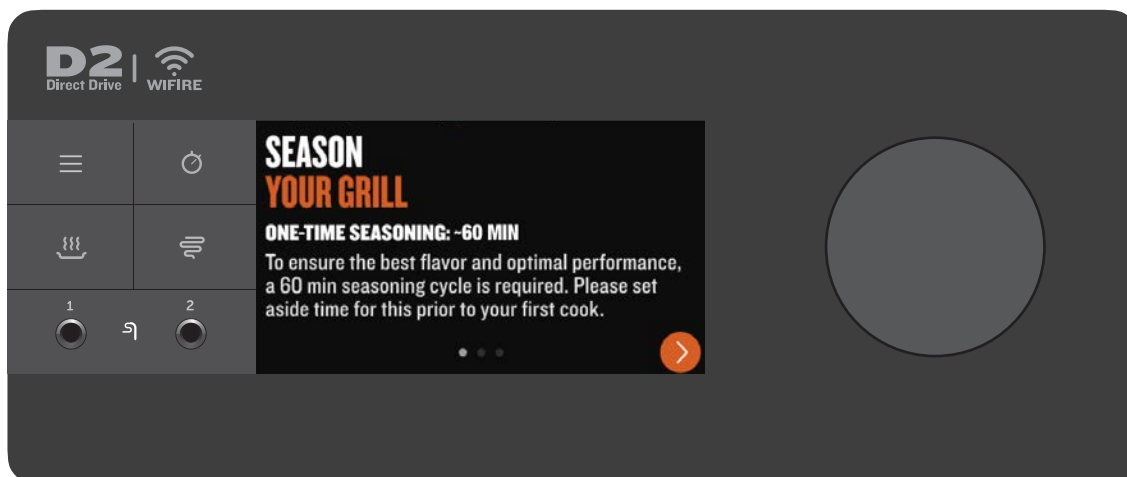 D2
Direct Drive
WIFIRE
SEASON
YOUR GRILL
ONE-TIME SEASONING: ~60 MIN
To ensure the best flavor and optimal performance,
a 60 min seasoning cycle is required. Please set
aside time for this prior to your first cook.
1 2